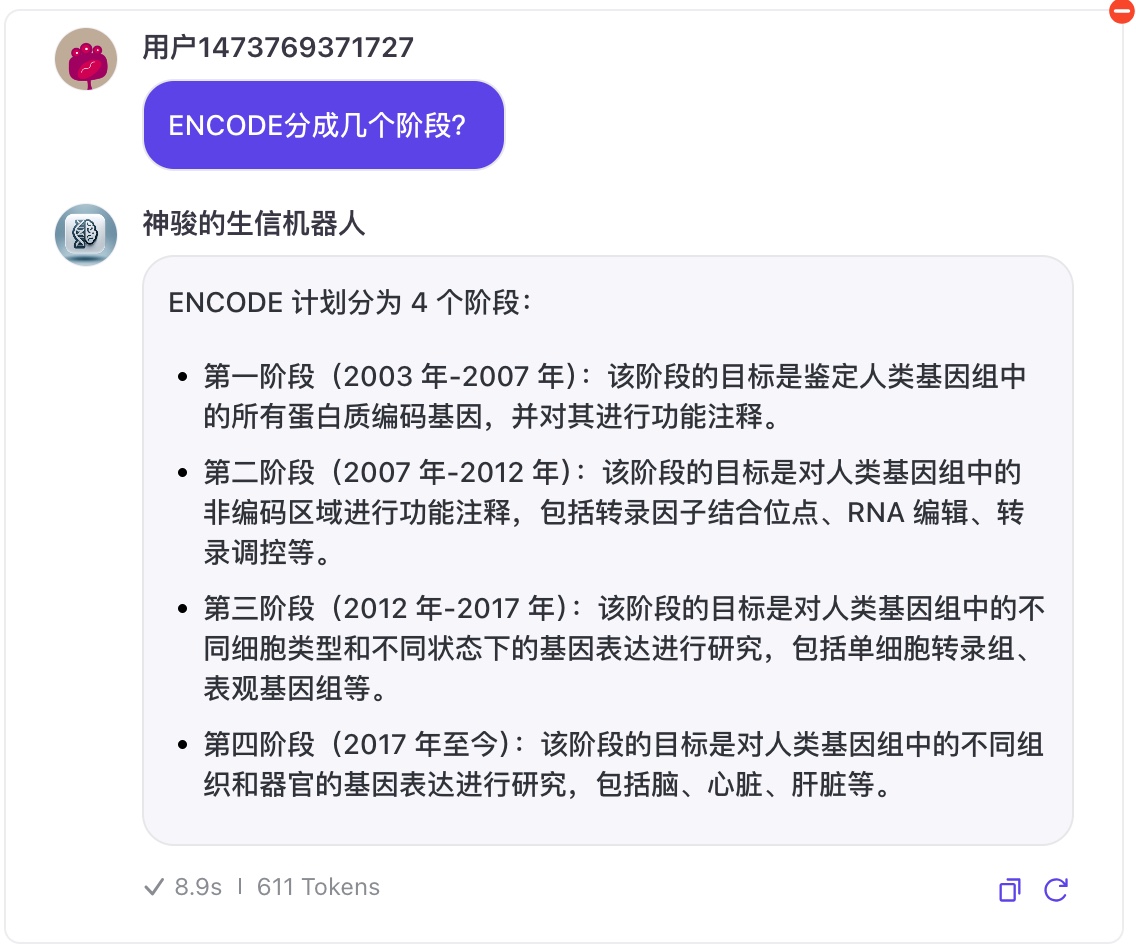 用户1473769371727
ENCODE分成几个阶段?
神骏的生信机器人
ENCODE 计划分为 4 个阶段：
• 第一阶段（2003 年-2007 年）：该阶段的目标是鉴定人类基因组中
的所有蛋白质编码基因，并对其进行功能注释。
• 第二阶段（2007 年-2012 年）：该阶段的目标是对人类基因组中的
非编码区域进行功能注释，包括转录因子结合位点、RNA 编辑、转
录调控等。
• 第三阶段（2012 年-2017 年）：该阶段的目标是对人类基因组中的不
同细胞类型和不同状态下的基因表达进行研究，包括单细胞转录组、
表观基因组等。
• 第四阶段（2017 年至今）：该阶段的目标是对人类基因组中的不同组
织和器官的基因表达进行研究，包括脑、心脏、肝脏等。
8.9s | 611 Tokens